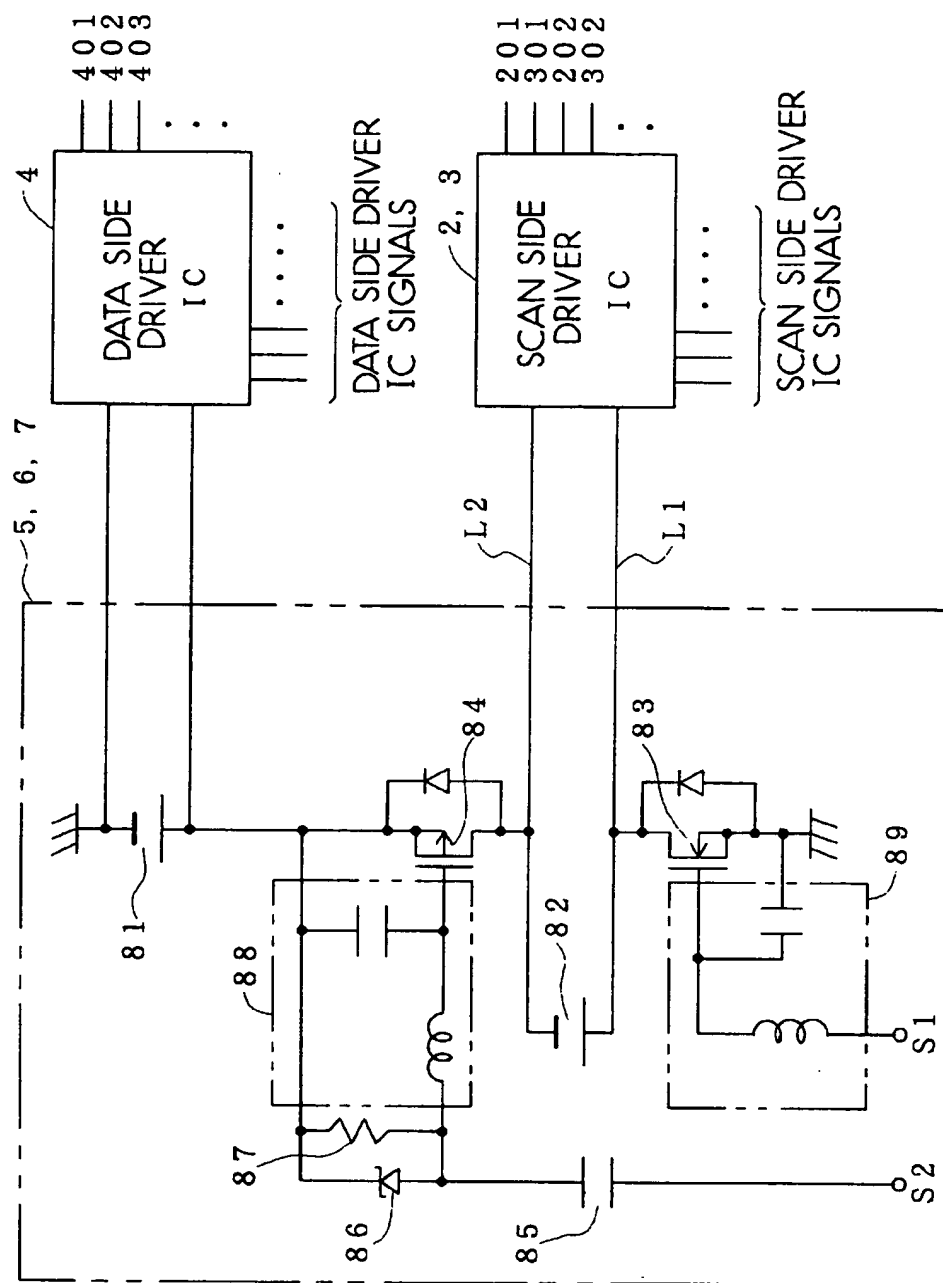 5, 6, 7
4
DATA SIDE
DRIVER
IC
401
402
403
. . .
. . . . .
DATA SIDE DRIVER
IC SIGNALS
2, 3
SCAN SIDE
DRIVER
IC
201
301
202
302
. .
. . . . .
SCAN SIDE DRIVER
IC SIGNALS
L2
L1
81
84
88
87
86
82
83
89
85
S2
S1